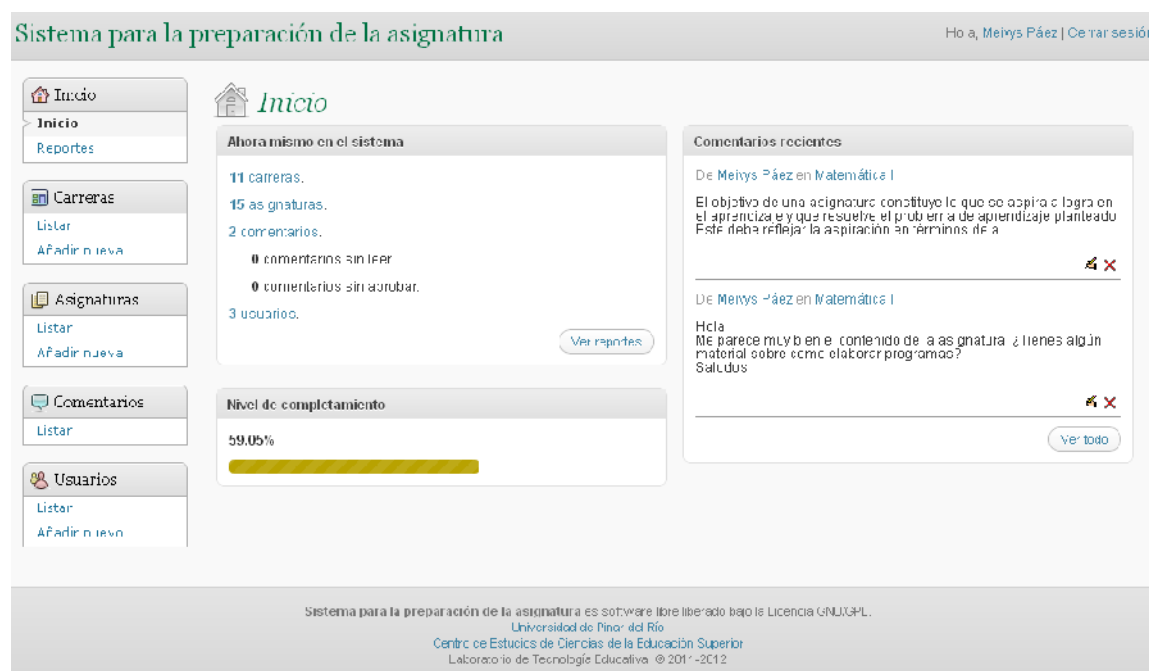 Sistema para la preparación de la asignatura
Hola, Meivys Páez | Cerrar sesión
Inicio
Inicio
Reportes
Carreras
Listar
Añadir nueva
Asignaturas
Listar
Añadir nueva
Comentarios
Listar
Usuarios
Listar
Añadir nuevo
Inicio
Ahora mismo en el sistema
11 carreras.
15 asignaturas.
2 comentarios.
0 comentarios sin leer
0 comentarios sin aprobar.
3 usuarios.
Ver reportes
Nivel de completamiento
59.05%
Comentarios recientes
De Meivys Páez en Matemática I
El objetivo de una asignatura constituye lo que se aspira a lograr en
el aprendizaje y que resuelve el problema de aprendizaje planteado
Este debe reflejar la aspiración en términos de la
De Meivys Páez en Matemática I
Hola
Me parece muy bien el contenido de la asignatura. ¿Tienes algún
material sobre como elaborar programas?
Saludos
Ver todo
Sistema para la preparación de la asignatura es software libre liberado bajo la Licencia GNU/GPL.
Universidad de Pinar del Río
Centro de Estudios de Ciencias de la Educación Superior
Laboratorio de Tecnología Educativa © 2011-2012